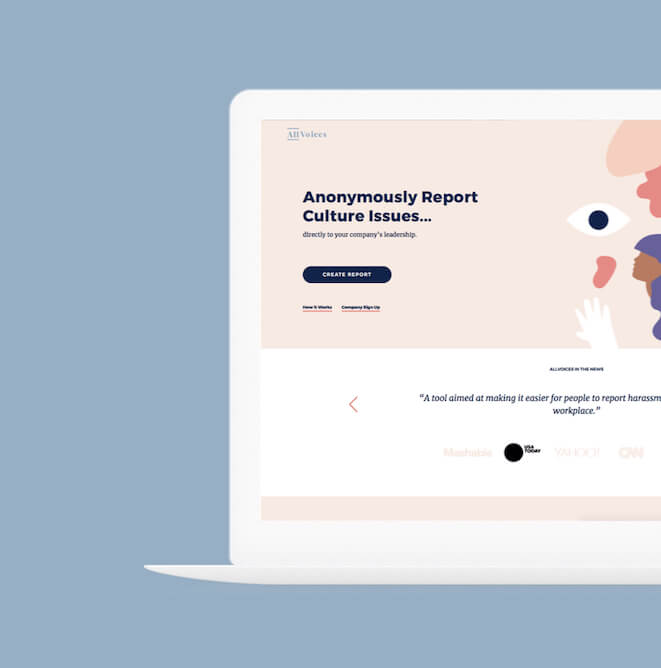 AllVoices
Anonymously Report
Culture Issues...
directly to your company's leadership.
CREATE REPORT
How It Works Company Sign Up
ALLVOICES IN THE NEWS
“A tool aimed at making it easier for people to report harassm
workplace.”
Mashable USA TODAY YAHOO! CNN